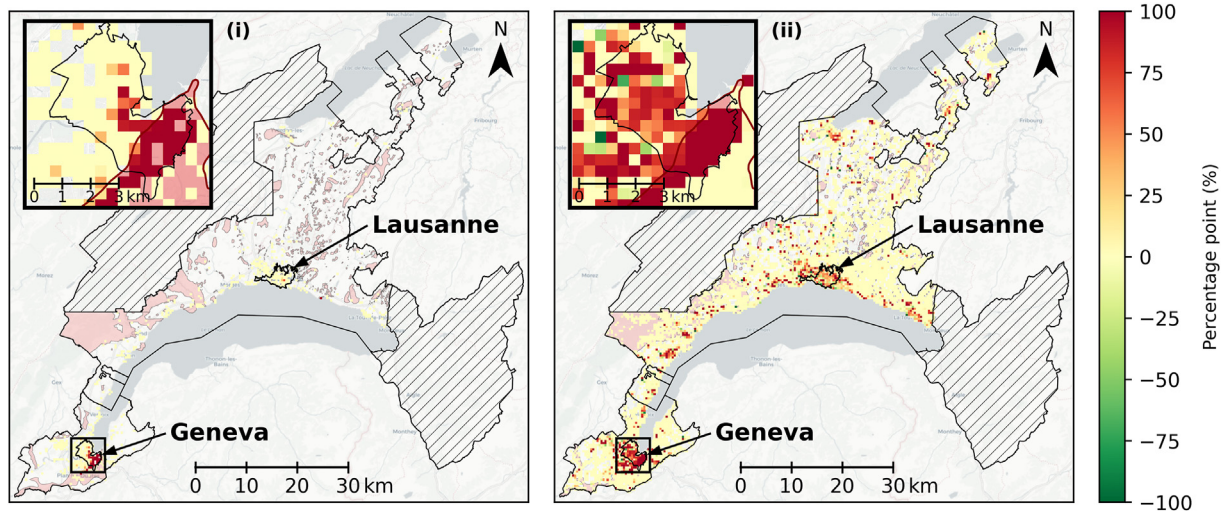 (i)
N
Lausanne
Geneva
0 1 2 3 km
0 10 20 30 km
(ii)
N
Lausanne
Geneva
0 1 2 3 km
0 10 20 30 km
100
75
50
25
0
−25
−50
−75
−100
Percentage point (%)